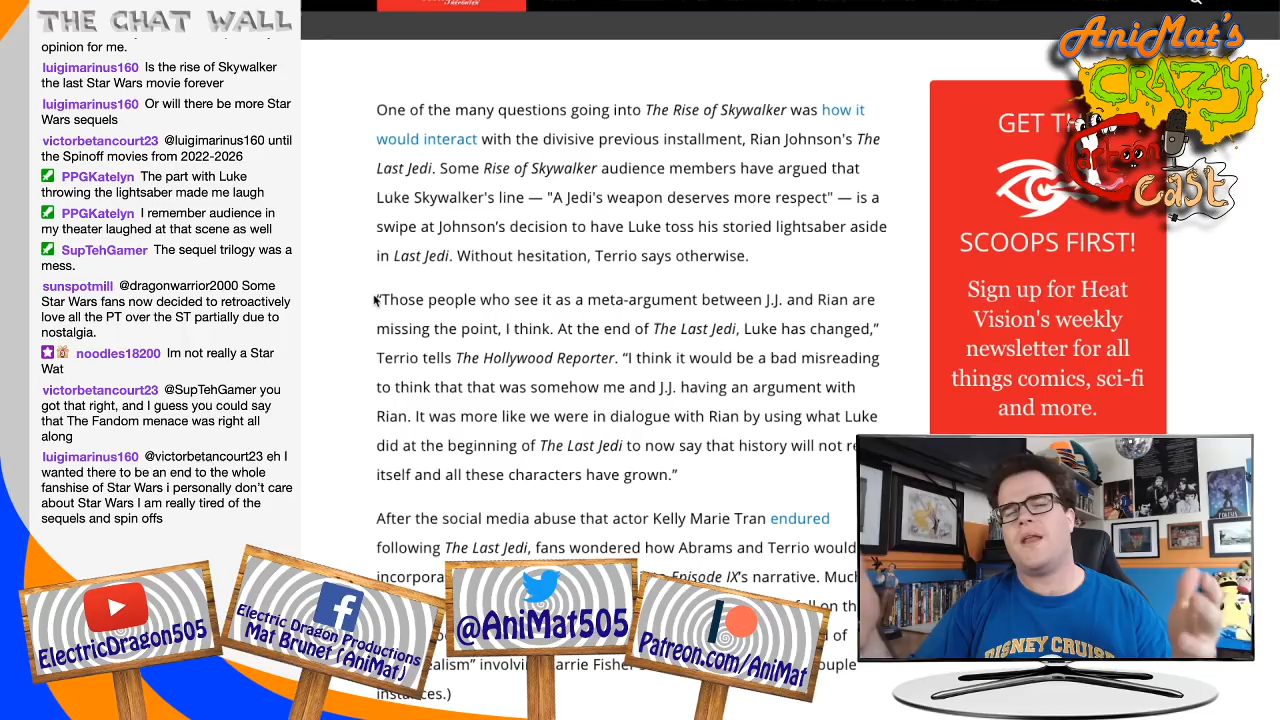 THE CHAT WALL
opinion for me.
luigimarinus160 Is the rise of Skywalker
the last Star Wars movie forever
luigimarinus160 Or will there be more Star
Wars sequels
victorbetancourt23 @luigimarinus160 until
the Spinoff movies from 2022-2026
PPGKatelyn The part with Luke
throwing the lightsaber made me laugh
PPGKatelyn I remember audience in
my theater laughed at that scene as well
SupTehGamer The sequel trilogy was a
mess.
sunspotmill @dragonwarrior2000 Some
Star Wars fans now decided to retroactively
love all the PT over the ST partially due to
nostalgia.
noodles18200 Im not really a Star
Wat
victorbetancourt23 @SupTehGamer you
got that right, and I guess you could say
that The Fandom menace was right all
along
luigimarinus160 @victorbetancourt23 eh I
wanted there to be an end to the whole
fanshise of Star Wars i personally don’t care
about Star Wars I am really tired of the
sequels and spin offs
REPORTER
One of the many questions going into The Rise of Skywalker was how it
would interact with the divisive previous installment, Rian Johnson's The
Last Jedi. Some Rise of Skywalker audience members have argued that
Luke Skywalker's line — "A Jedi's weapon deserves more respect" — is a
swipe at Johnson's decision to have Luke toss his storied lightsaber aside
in Last Jedi. Without hesitation, Terrio says otherwise.
“Those people who see it as a meta-argument between J.J. and Rian are
missing the point, I think. At the end of The Last Jedi, Luke has changed,”
Terrio tells The Hollywood Reporter. “I think it would be a bad misreading
to think that that was somehow me and J.J. having an argument with
Rian. It was more like we were in dialogue with Rian by using what Luke
did at the beginning of The Last Jedi to now say that history will not re
itself and all these characters have grown.”
After the social media abuse that actor Kelly Marie Tran endured
following The Last Jedi, fans wondered how Abrams and Terrio would
incorpora Episode IX's narrative. Much
fall on th
of
ealism” involvi arrie Fisher ouple
instances.)
GET TH
SCOOPS FIRST!
Sign up for Heat
Vision's weekly
newsletter for all
things comics, sci-fi
and more.
AniMat's
CRAZY
Cartoon
Cast
DISNEY CRUISE
ElectricDragon505
Electric Dragon Productions
Mat Brunet (AniMat)
@AniMat505
Patreon.com/AniMat